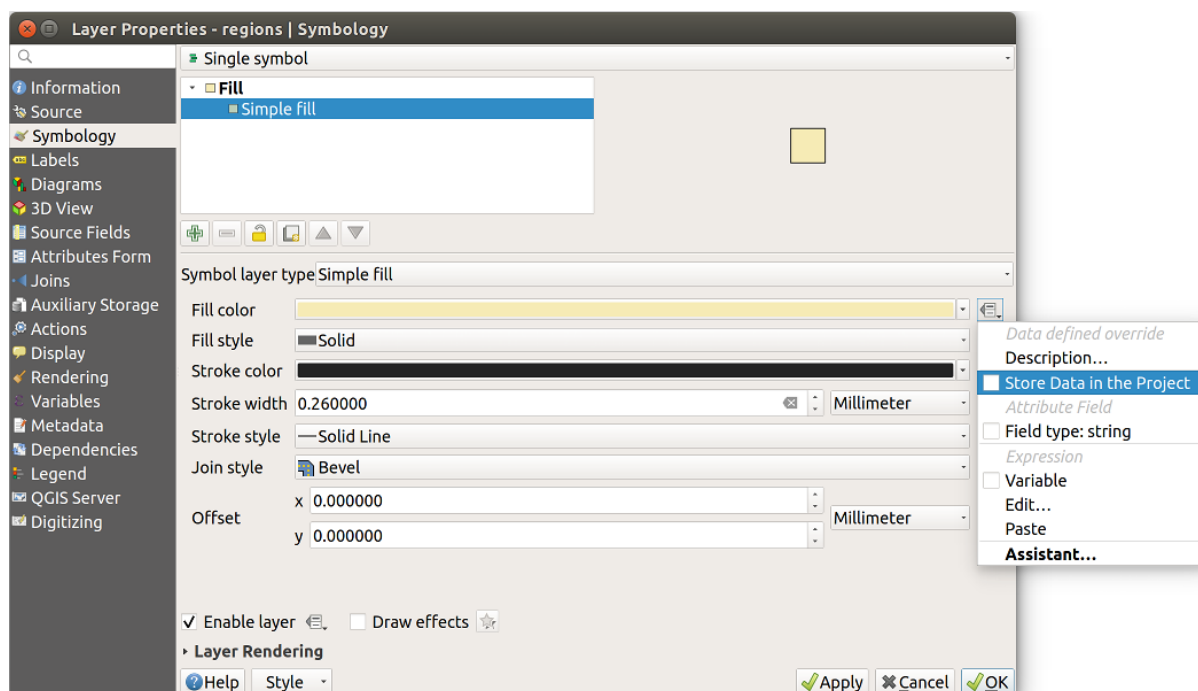 Layer Properties - regions | Symbology
Single symbol
Information
Source
Symbology
Labels
Diagrams
3D View
Source Fields
Attributes Form
Joins
Auxiliary Storage
Actions
Display
Rendering
Variables
Metadata
Dependencies
Legend
QGIS Server
Digitizing
Fill
Simple fill
Symbol layer type Simple fill
Fill color
Fill style Solid
Stroke color
Stroke width 0.260000 Millimeter
Stroke style Solid Line
Join style Bevel
Offset
x 0.000000
y 0.000000
Millimeter
Data defined override
Description...
Store Data in the Project
Attribute Field
Field type: string
Expression
Variable
Edit...
Paste
Assistant...
Enable layer
Draw effects
Layer Rendering
Help
Style
Apply
Cancel
OK